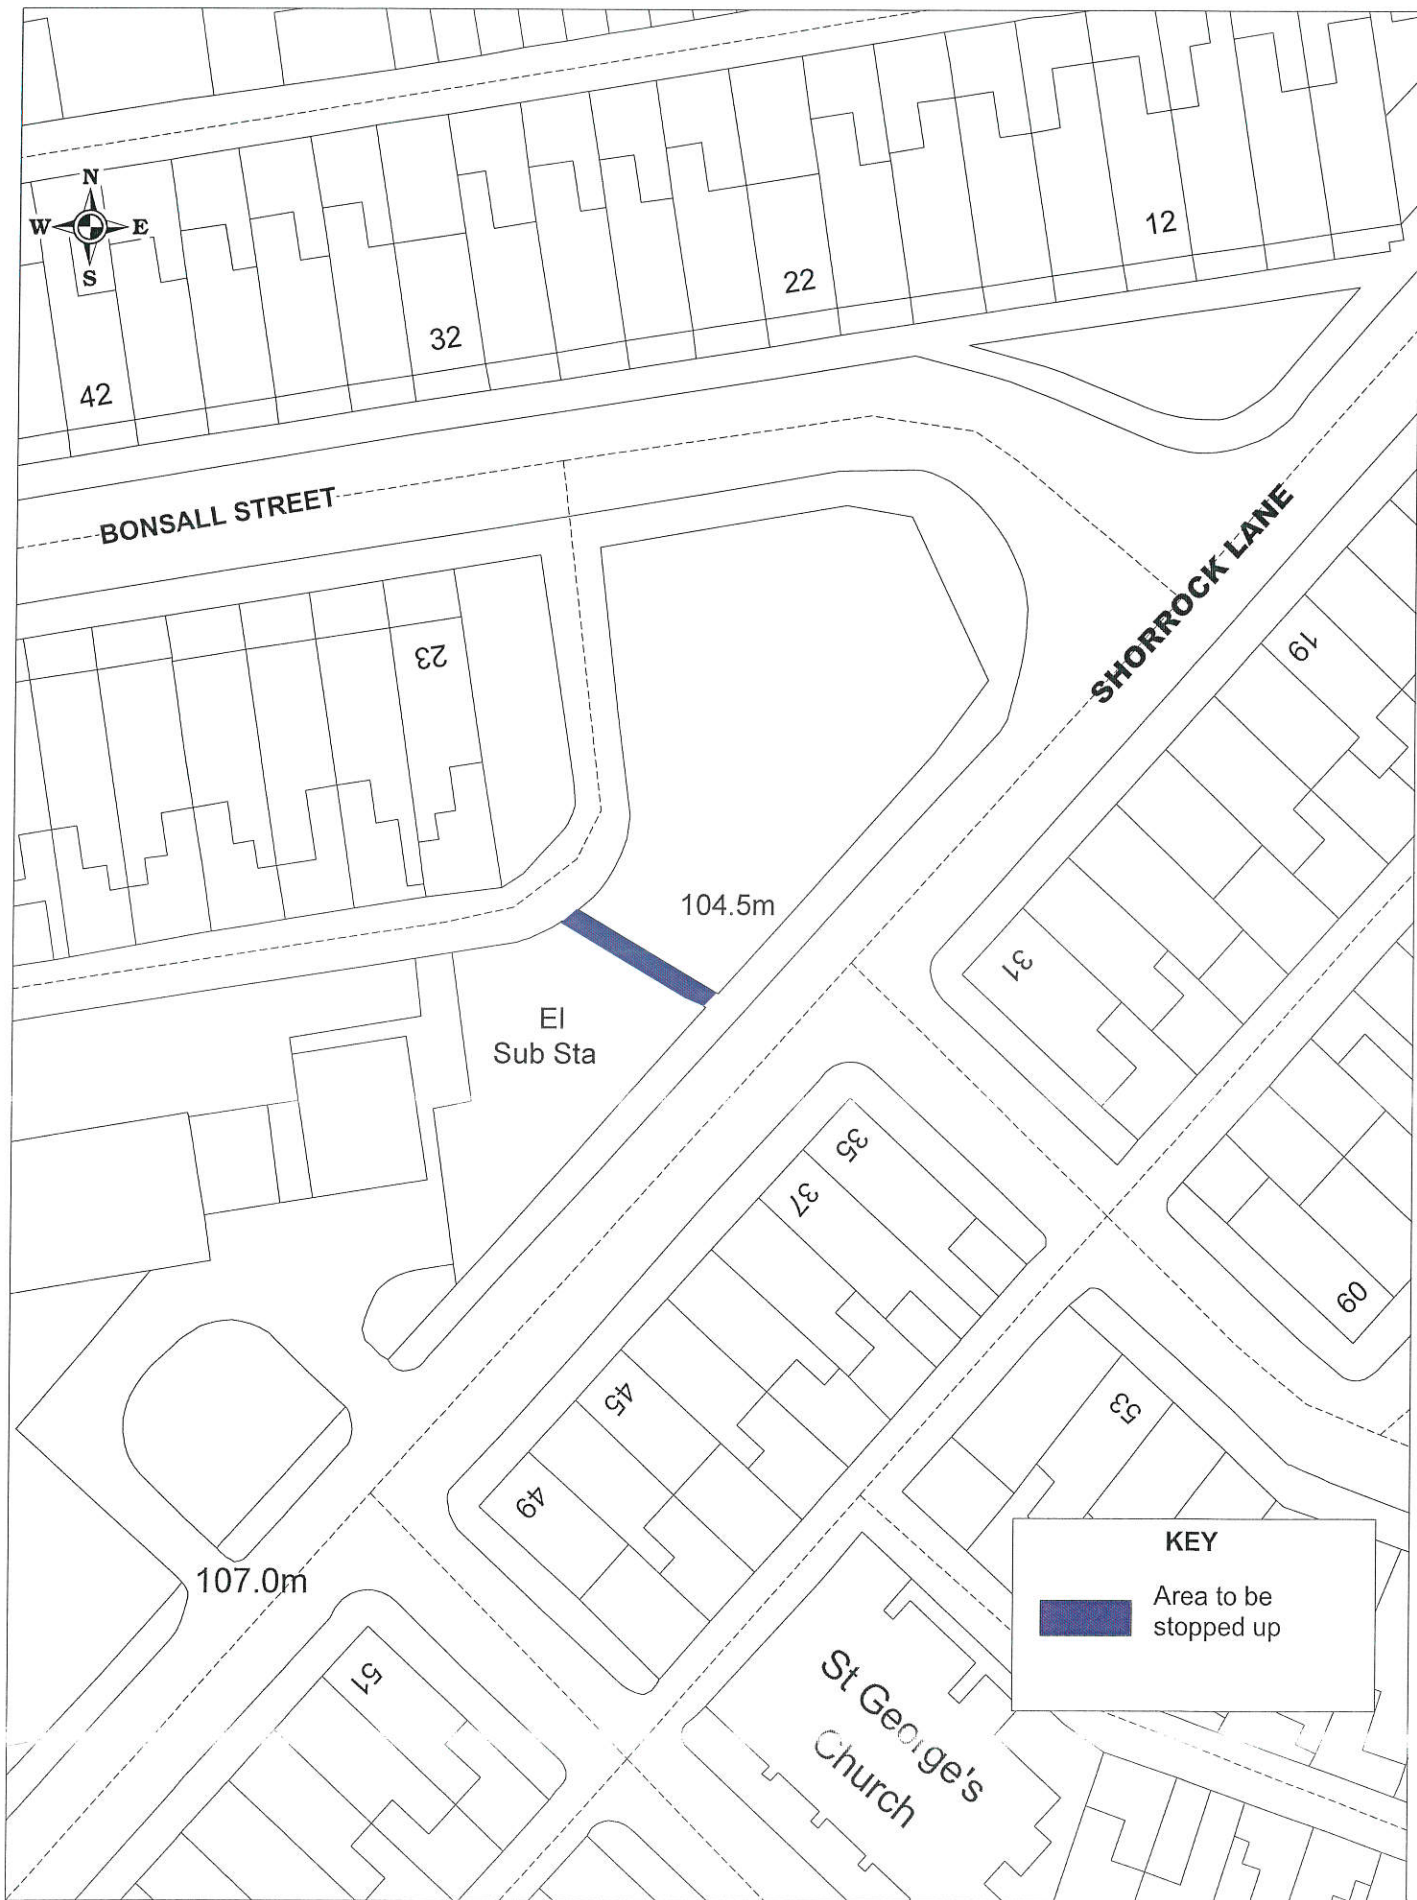 N
W E
S
12
22
32
42
BONSALL STREET
SHORROCK LANE
23
19
104.5m
31
El
Sub Sta
35
37
60
45
53
49
KEY
Area to be
stopped up
107.0m
51
St George's
Church